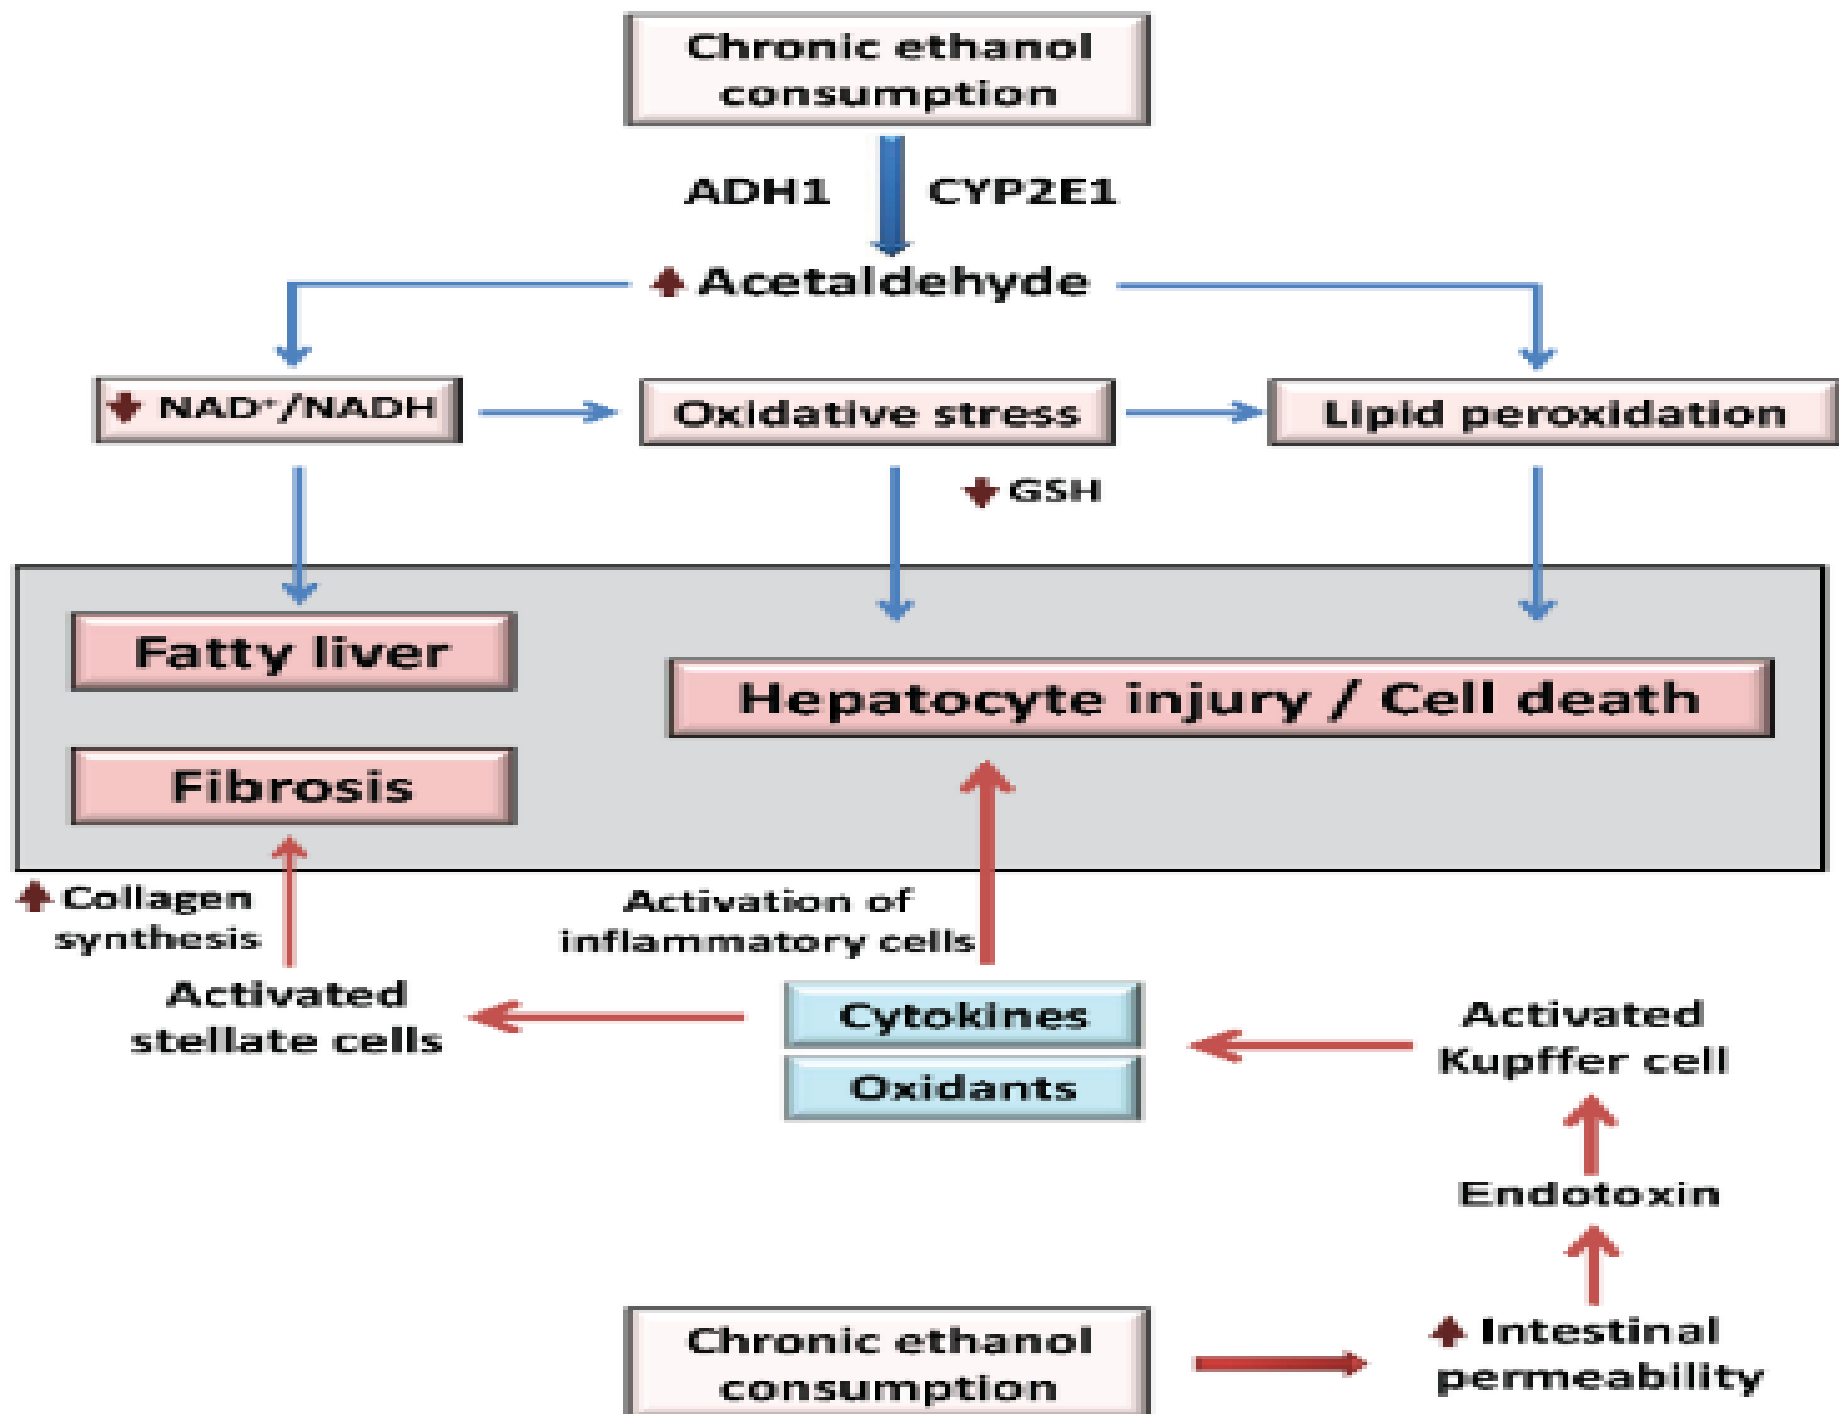 Chronic ethanol
consumption
ADH1 CYP2E1
Acetaldehyde
NAD⁺/NADH
Oxidative stress
Lipid peroxidation
GSH
Fatty liver
Hepatocyte injury / Cell death
Fibrosis
Collagen
synthesis
Activation of
inflammatory cells
Activated
stellate cells
Cytokines
Oxidants
Activated
Kupffer cell
Endotoxin
Chronic ethanol
consumption
Intestinal
permeability